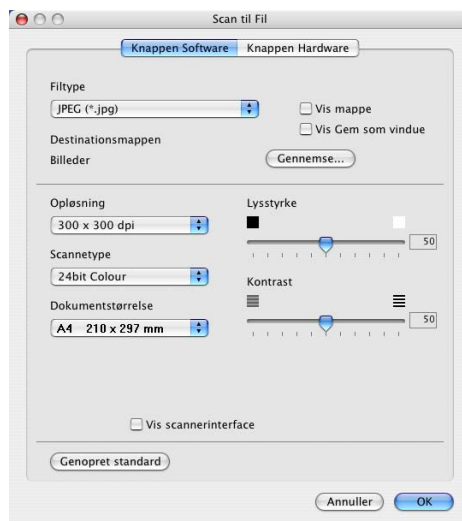 Scan til Fil
Knappen Software Knappen Hardware
Filtype
JPEG (*.jpg)
Vis mappe
Vis Gem som vindue
Destinationsmappen
Billeder
Gennemse...
Opløsning
300 x 300 dpi
Scannetype
24bit Colour
Dokumentstørrelse
A4 210 x 297 mm
Lysstyrke
50
Kontrast
50
Vis scannerinterface
Genopret standard
Annuller OK